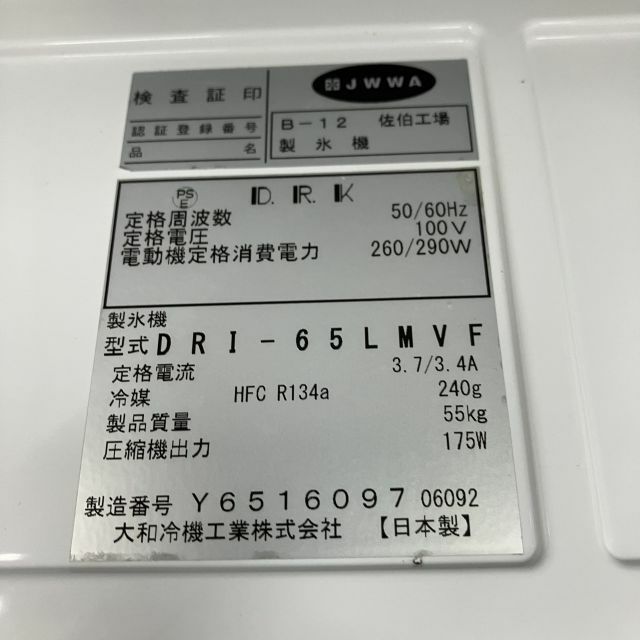 検査証印 JWWA
認証登録番号 B-12 佐伯工場
品名 製氷機
PSE D.R.K
定格周波数 50/60Hz
定格電圧 100V
電動機定格消費電力 260/290W
製氷機
型式 DRI-65LMVF
定格電流 3.7/3.4A
冷媒 HFC R134a 240g
製品質量 55kg
圧縮機出力 175W
製造番号 Y6516097 06092
大和冷機工業株式会社 【日本製】